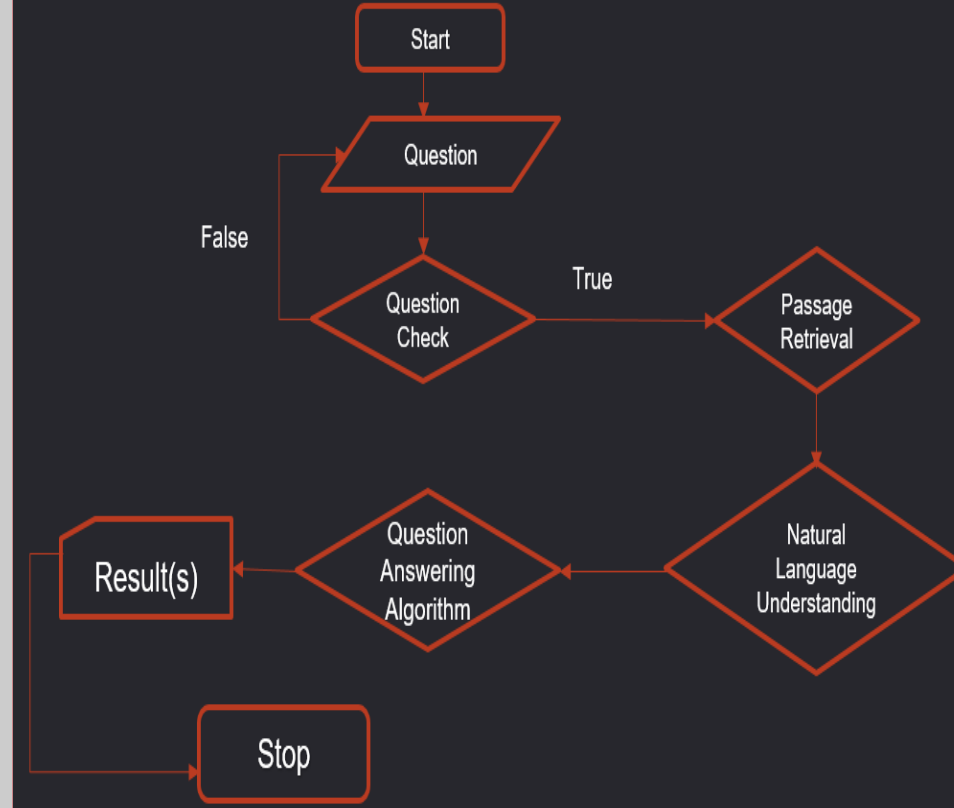 Start
Question
False
Question
Check
True
Passage
Retrieval
Natural
Language
Understanding
Question
Answering
Algorithm
Result(s)
Stop